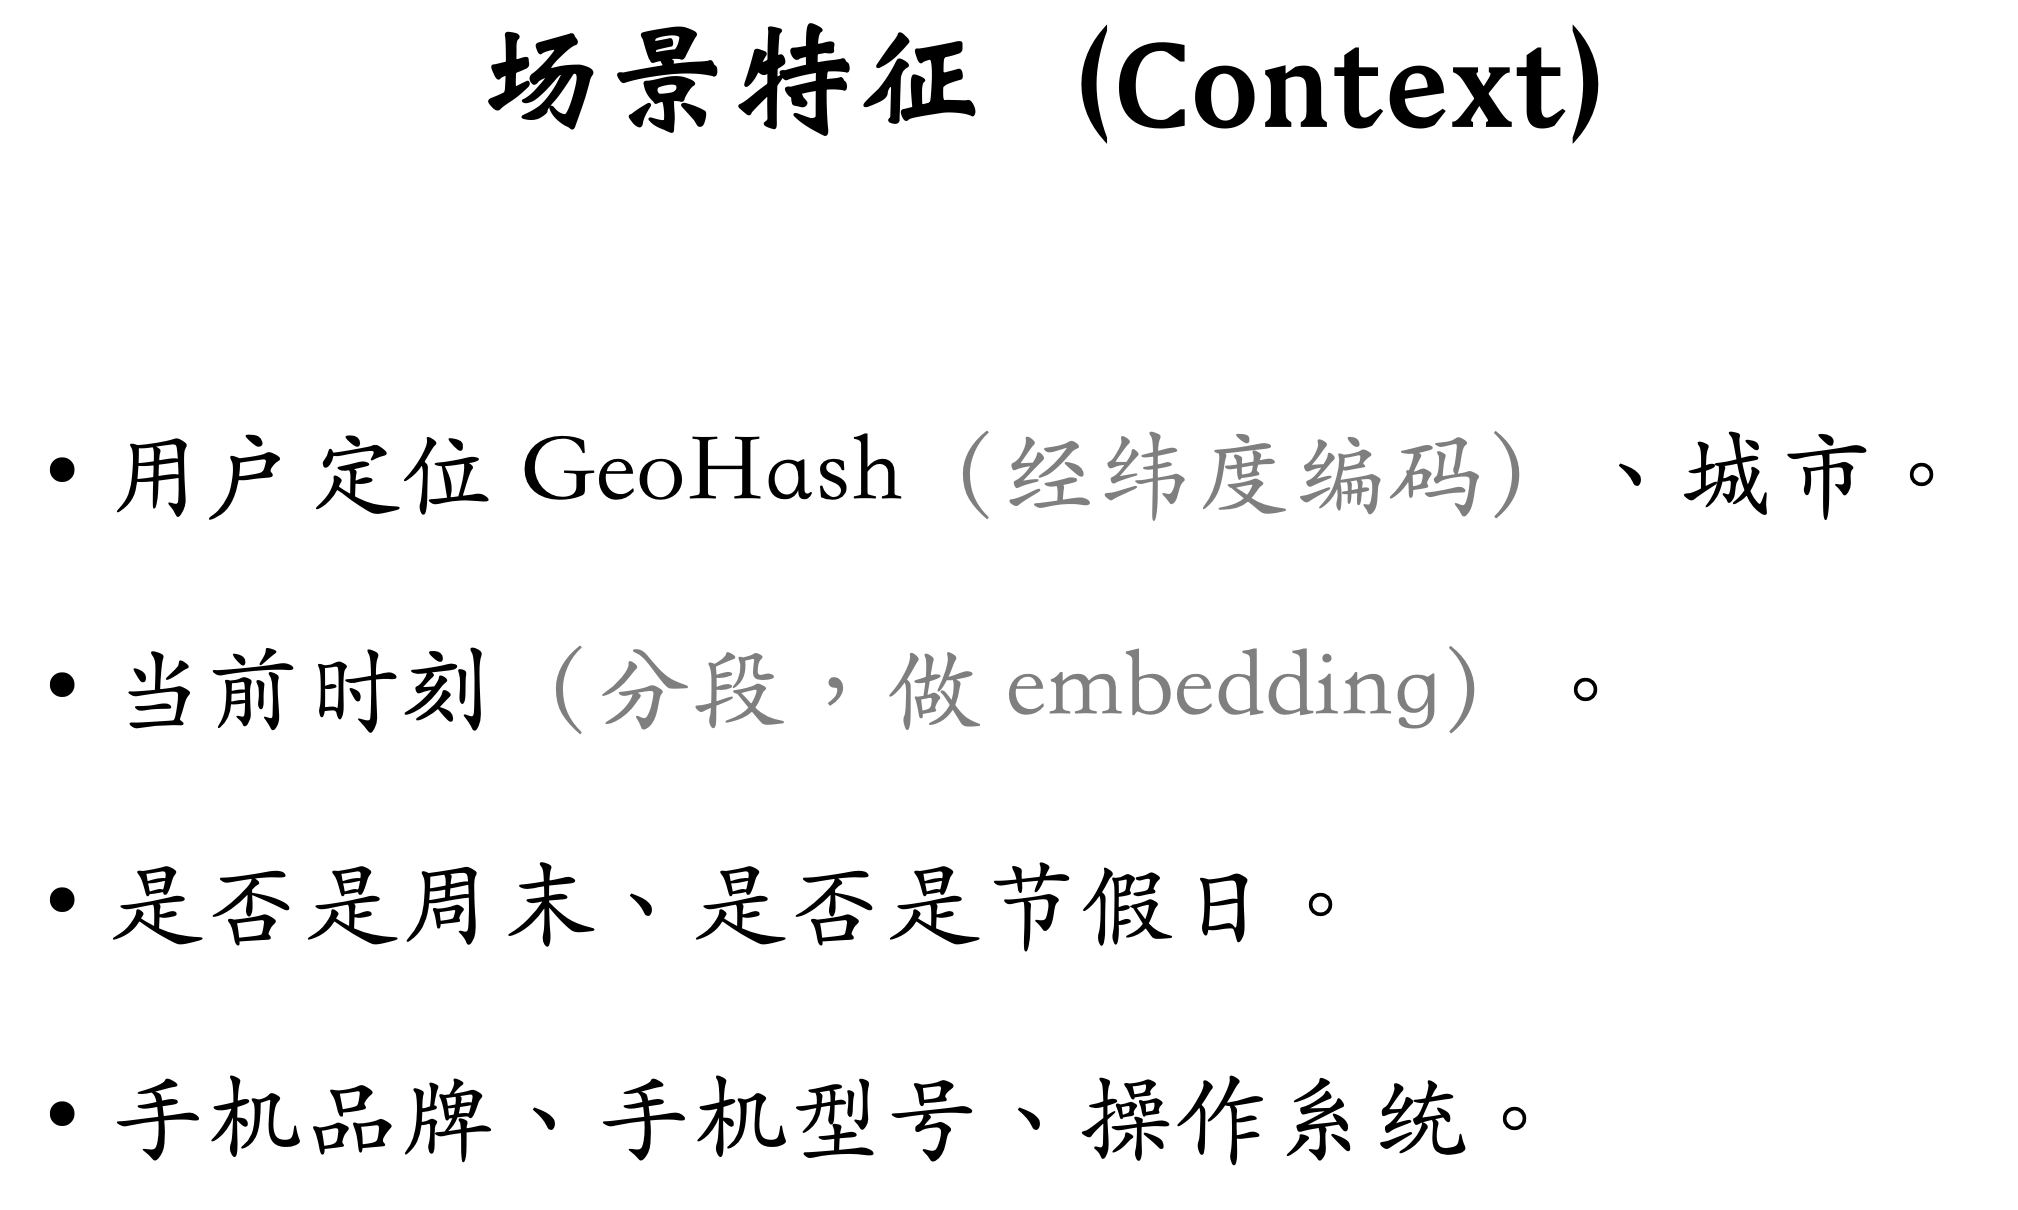 场景特征 (Context)
• 用户定位 GeoHash（经纬度编码）、城市。
• 当前时刻（分段，做 embedding）。
• 是否是周末、是否是节假日。
• 手机品牌、手机型号、操作系统。